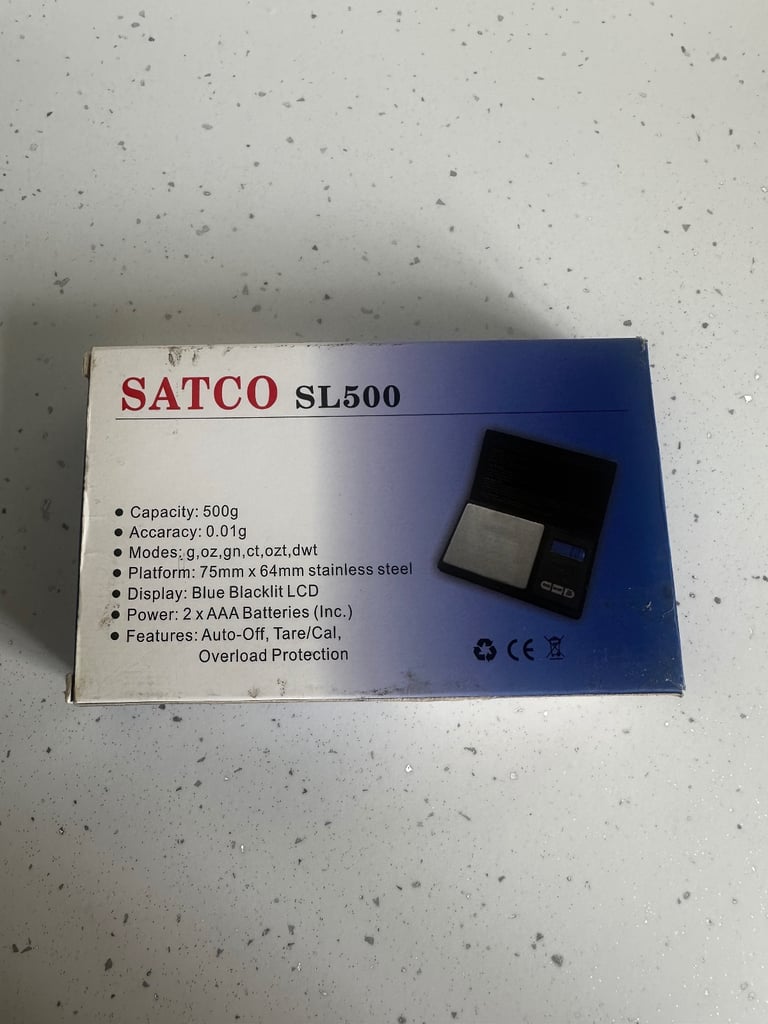 SATCO SL500
● Capacity: 500g
● Accaracy: 0.01g
● Modes: g,oz,gn,ct,ozt,dwt
● Platform: 75mm x 64mm stainless steel
● Display: Blue Blacklit LCD
● Power: 2 x AAA Batteries (Inc.)
● Features: Auto-Off, Tare/Cal,
Overload Protection
CE